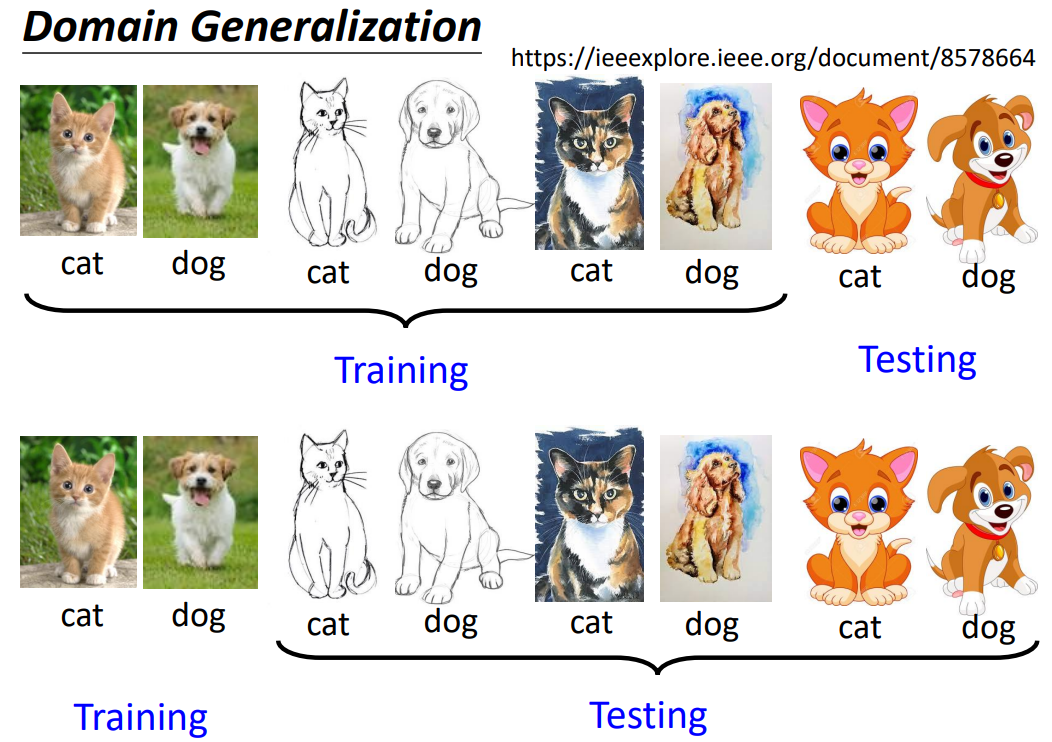 Domain Generalization
https://ieeexplore.ieee.org/document/8578664
cat dog cat dog cat dog cat dog
Training Testing
cat dog cat dog cat dog cat dog
Training Testing